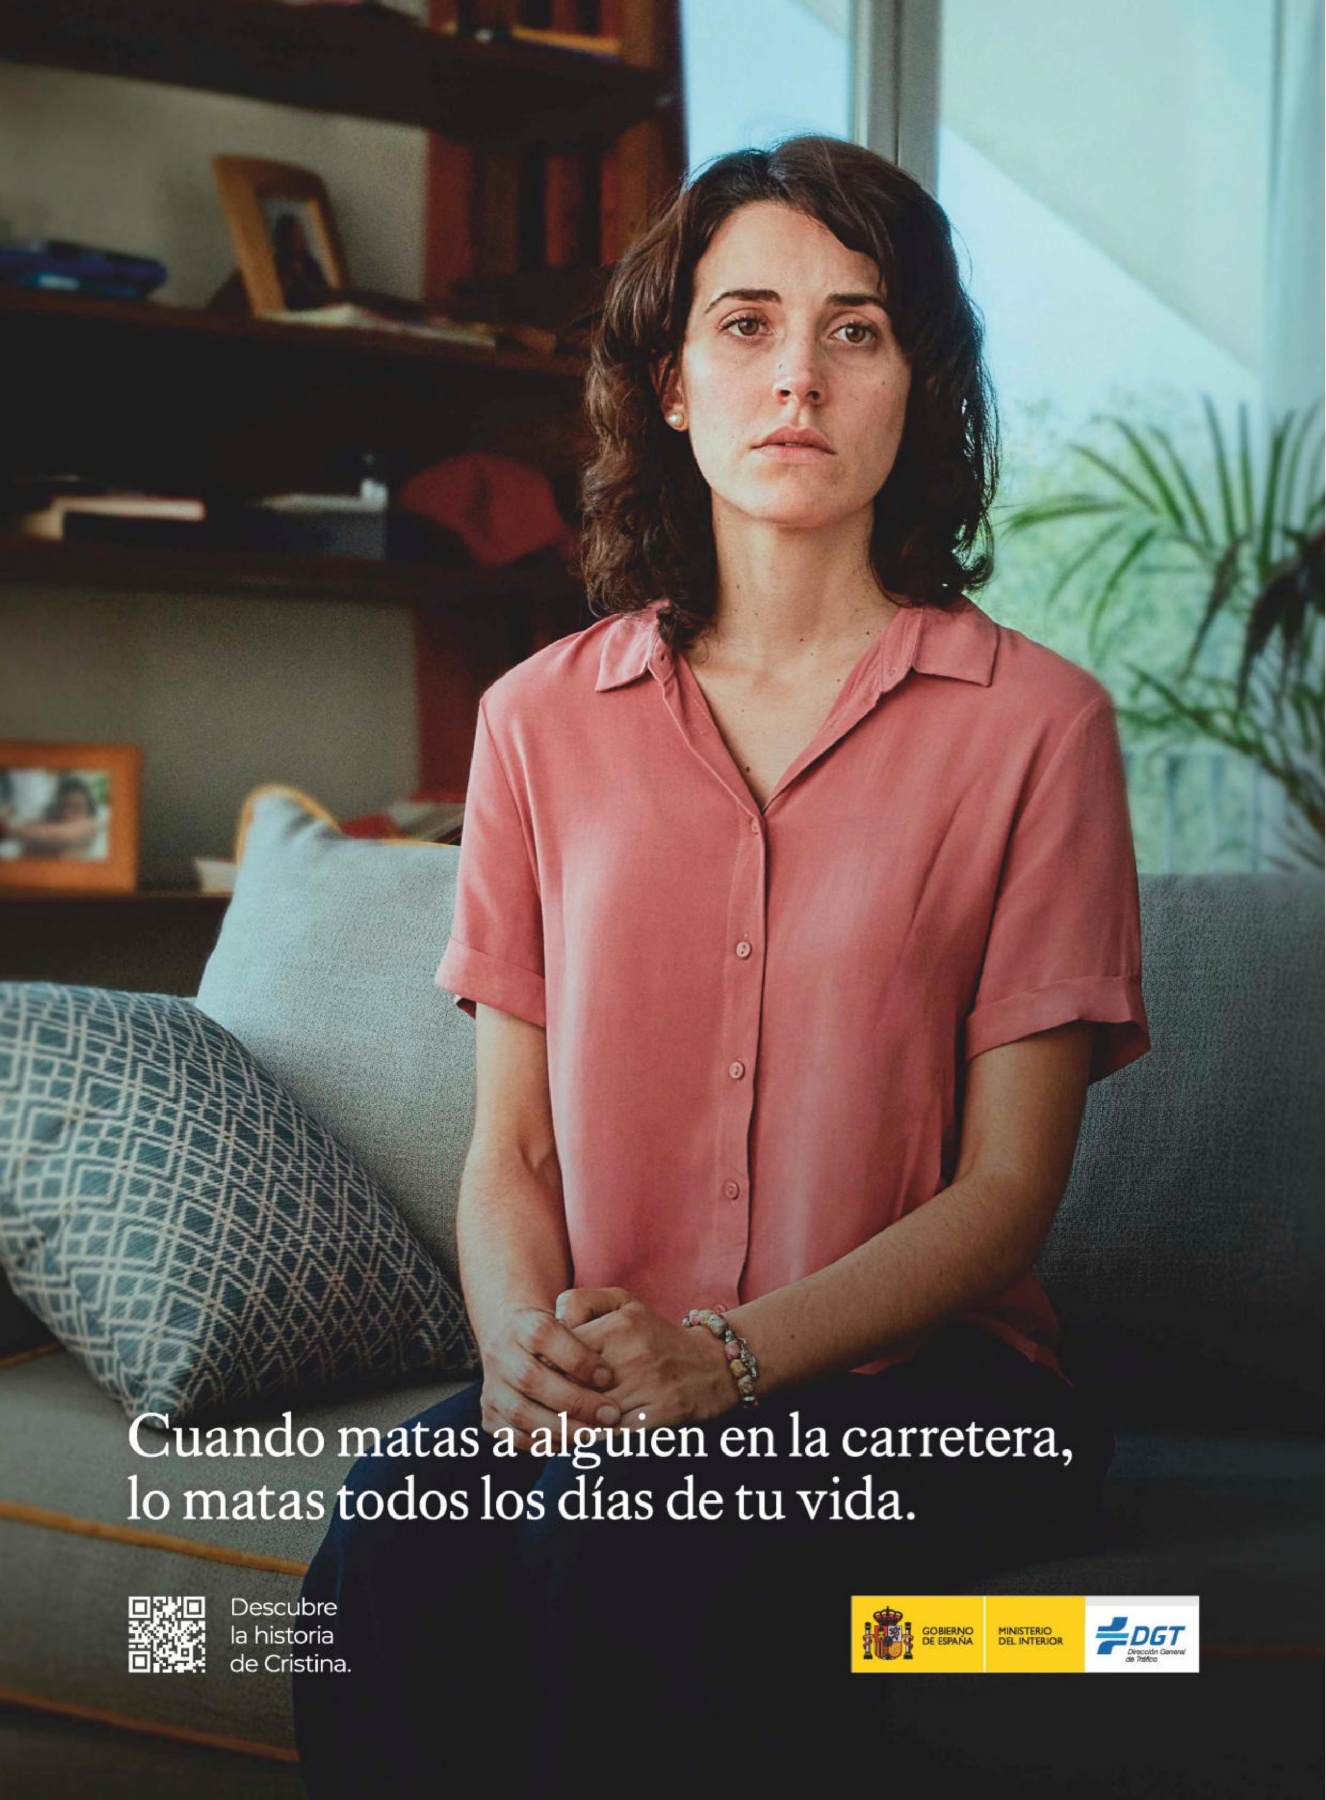 Cuando matas a alguien en la carretera,
lo matas todos los días de tu vida.
Descubre
la historia
de Cristina.
GOBIERNO
DE ESPAÑA
MINISTERIO
DEL INTERIOR
DGT
Dirección General
de Tráfico